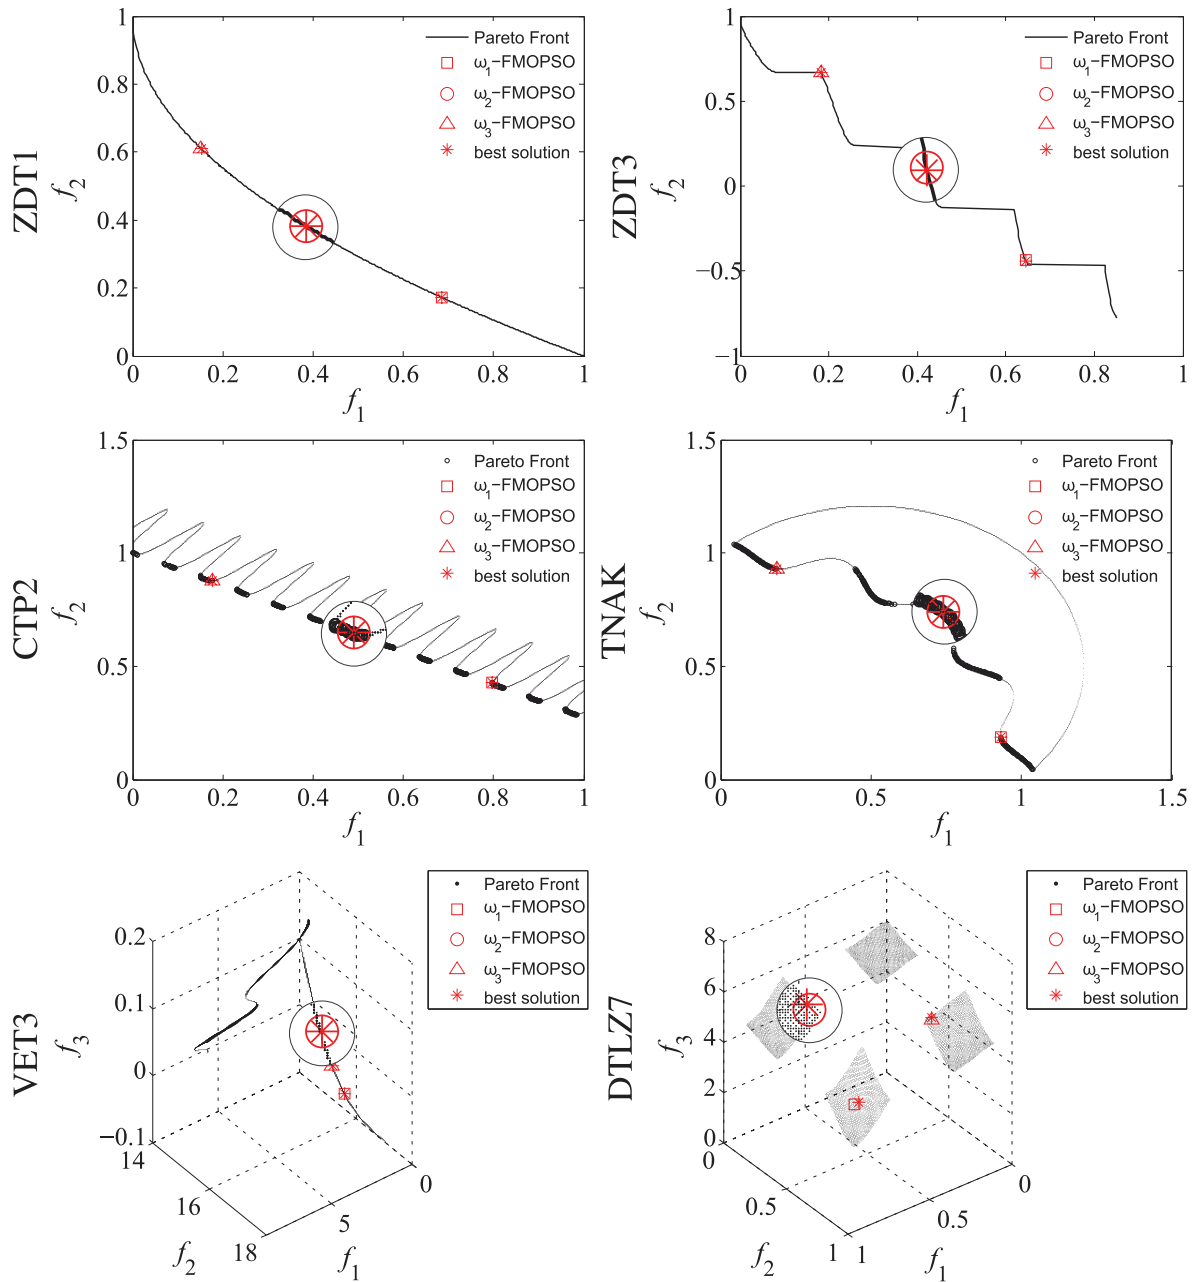 ZDT1
f2
1
0.8
0.6
0.4
0.2
0
0
0.2
0.4
0.6
0.8
1
f1
Pareto Front
ω1−FMOPSO
ω2−FMOPSO
ω3−FMOPSO
best solution
ZDT3
f2
1
0.5
0
−0.5
−1
0
0.2
0.4
0.6
0.8
1
f1
Pareto Front
ω1−FMOPSO
ω2−FMOPSO
ω3−FMOPSO
best solution
CTP2
f2
1.5
1
0.5
0
0
0.2
0.4
0.6
0.8
1
f1
Pareto Front
ω1−FMOPSO
ω2−FMOPSO
ω3−FMOPSO
best solution
TNAK
f2
1.5
1
0.5
0
0
0.5
1
1.5
f1
Pareto Front
ω1−FMOPSO
ω2−FMOPSO
ω3−FMOPSO
best solution
VET3
f3
0.2
0.1
0
−0.1
14
16
18
f2
0
5
f1
Pareto Front
ω1−FMOPSO
ω2−FMOPSO
ω3−FMOPSO
best solution
DTLZ7
f3
8
6
4
2
0
0
0.5
1
f2
0
0.5
1
f1
Pareto Front
ω1−FMOPSO
ω2−FMOPSO
ω3−FMOPSO
best solution